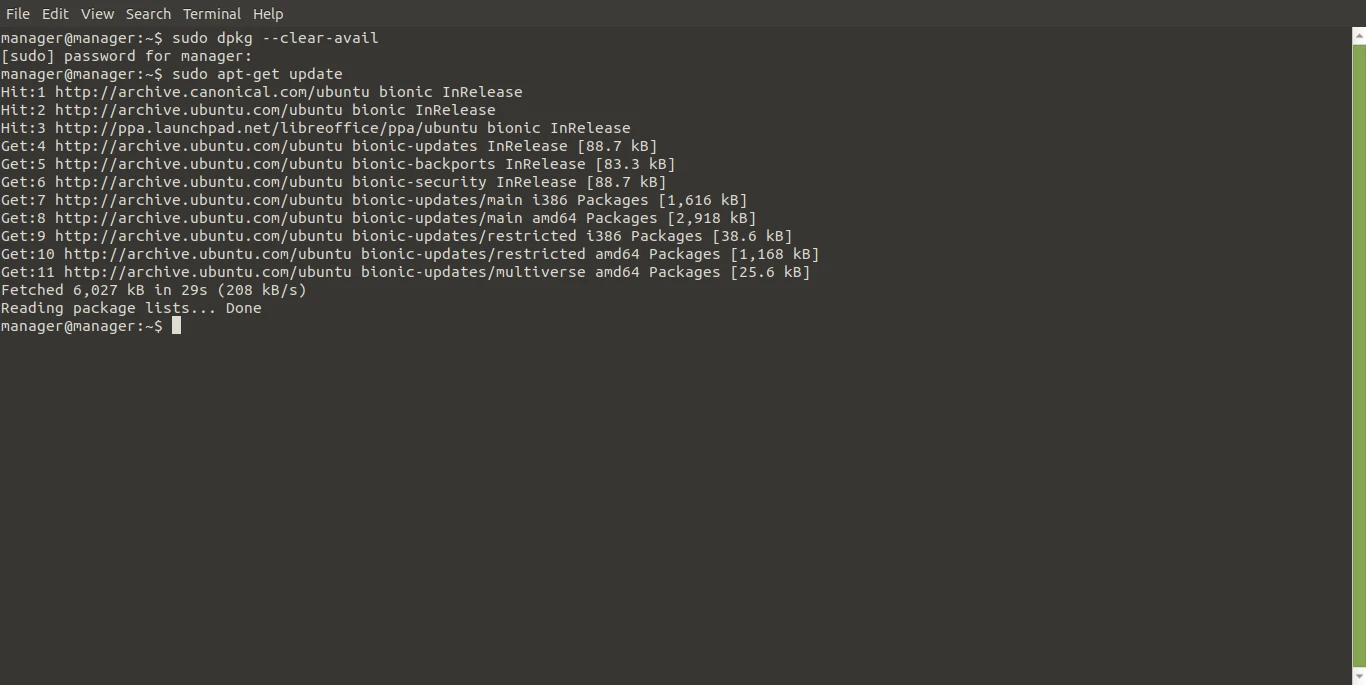 File Edit View Search Terminal Help
manager@manager:~$ sudo dpkg --clear-avail
[sudo] password for manager:
manager@manager:~$ sudo apt-get update
Hit:1 http://archive.canonical.com/ubuntu bionic InRelease
Hit:2 http://archive.ubuntu.com/ubuntu bionic InRelease
Hit:3 http://ppa.launchpad.net/libreoffice/ppa/ubuntu bionic InRelease
Get:4 http://archive.ubuntu.com/ubuntu bionic-updates InRelease [88.7 kB]
Get:5 http://archive.ubuntu.com/ubuntu bionic-backports InRelease [83.3 kB]
Get:6 http://archive.ubuntu.com/ubuntu bionic-security InRelease [88.7 kB]
Get:7 http://archive.ubuntu.com/ubuntu bionic-updates/main i386 Packages [1,616 kB]
Get:8 http://archive.ubuntu.com/ubuntu bionic-updates/main amd64 Packages [2,918 kB]
Get:9 http://archive.ubuntu.com/ubuntu bionic-updates/restricted i386 Packages [38.6 kB]
Get:10 http://archive.ubuntu.com/ubuntu bionic-updates/restricted amd64 Packages [1,168 kB]
Get:11 http://archive.ubuntu.com/ubuntu bionic-updates/multiverse amd64 Packages [25.6 kB]
Fetched 6,027 kB in 29s (208 kB/s)
Reading package lists... Done
manager@manager:~$